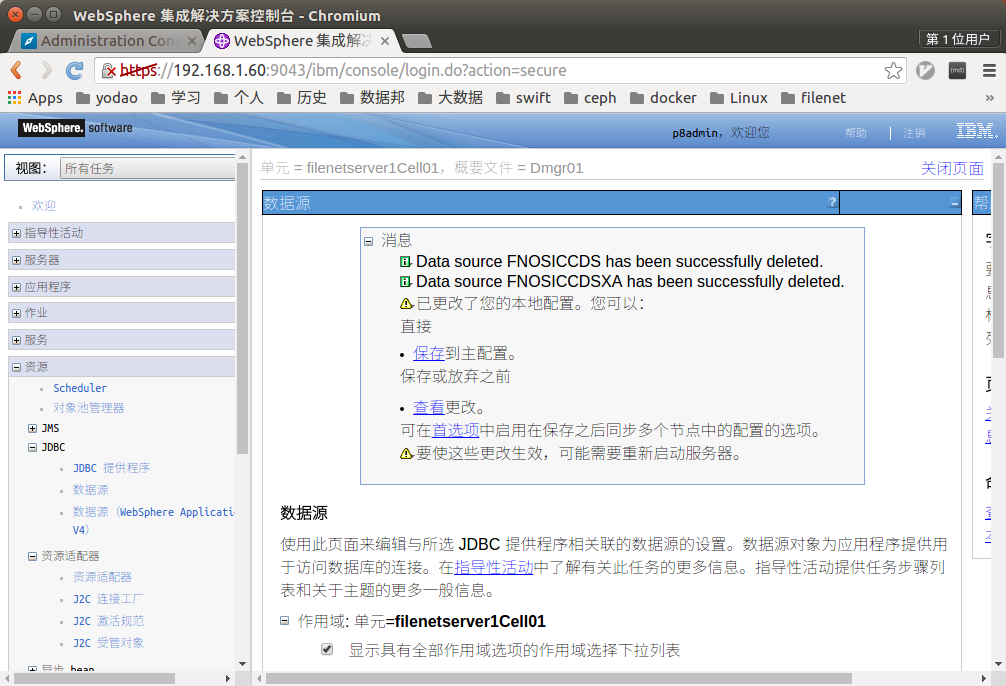 WebSphere 集成解决方案控制台 - Chromium
Administration Con
WebSphere 集成解决
第 1 位用户
https://192.168.1.60:9043/ibm/console/login.do?action=secure
Apps yodao 学习 个人 历史 数据邦 大数据 swift ceph docker Linux filenet »
WebSphere. software
p8admin，欢迎您
帮助
注销
IBM.
视图：
所有任务
欢迎
指导性活动
服务器
应用程序
作业
服务
资源
Scheduler
对象池管理器
JMS
JDBC
JDBC 提供程序
数据源
数据源（WebSphere Applicatio
V4）
资源适配器
资源适配器
J2C 连接工厂
J2C 激活规范
J2C 受管对象
异步 bean
单元 = filenetserver1Cell01，概要文件 = Dmgr01
关闭页面
数据源
?
帮
消息
Data source FNOSICCDS has been successfully deleted.
Data source FNOSICCDSXA has been successfully deleted.
已更改了您的本地配置。您可以：
直接
保存到主配置。
保存或放弃之前
查看更改。
可在首选项中启用在保存之后同步多个节点中的配置的选项。
要使这些更改生效，可能需要重新启动服务器。
数据源
使用此页面来编辑与所选 JDBC 提供程序相关联的数据源的设置。数据源对象为应用程序提供用
于访问数据库的连接。在指导性活动中了解有关此任务的更多信息。指导性活动提供任务步骤列
表和关于主题的更多一般信息。
作用域: 单元=filenetserver1Cell01
显示具有全部作用域选项的作用域选择下拉列表